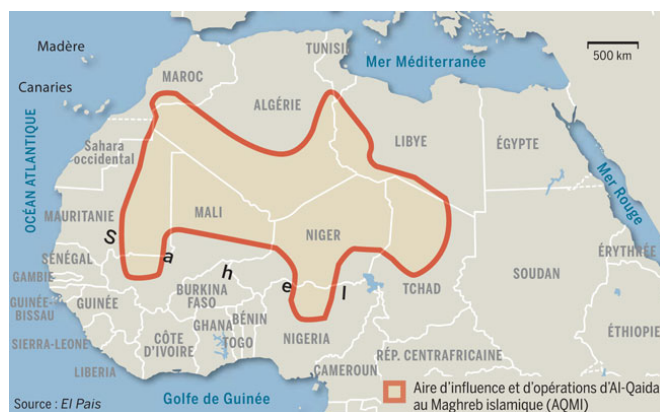 Madère
Canaries
OCÉAN ATLANTIQUE
MAROC
TUNISI
Mer Méditerranée
500 km
ALGÉRIE
LIBYE
ÉGYPTE
Sahara
occidental
Mer Rouge
MAURITANIE
MALI
NIGER
S a h e l
SÉNÉGAL
GAMBIE
GUINÉE-
BISSAU
GUINÉE
BURKINA
FASO
TCHAD
SOUDAN
ÉRYTHRÉE
SIERRA-LEONE
CÔTE
D'IVOIRE
GHANA
BÉNIN
TOGO
NIGERIA
ÉTHIOPIE
LIBERIA
CAMEROUN
RÉP. CENTRAFRICAINE
Source : El Pais
Golfe de Guinée
Aire d'influence et d'opérations d'Al-Qaida
au Maghreb islamique (AQMI)